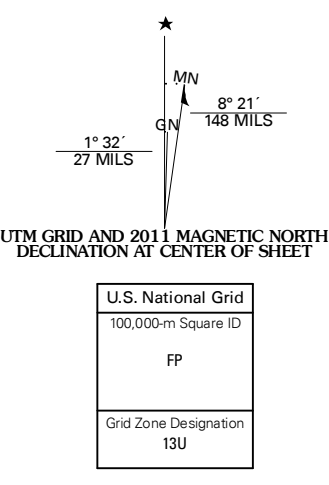 MN
8° 21´
148 MILS
GN
1° 32´
27 MILS
UTM GRID AND 2011 MAGNETIC NORTH
DECLINATION AT CENTER OF SHEET
U.S. National Grid
100,000-m Square ID
FP
Grid Zone Designation
13U